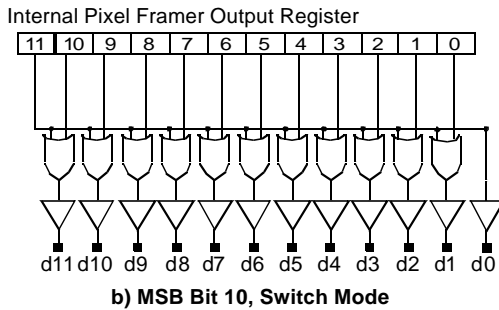 Internal Pixel Framer Output Register
11 10 9 8 7 6 5 4 3 2 1 0
d11 d10 d9 d8 d7 d6 d5 d4 d3 d2 d1 d0
b) MSB Bit 10, Switch Mode